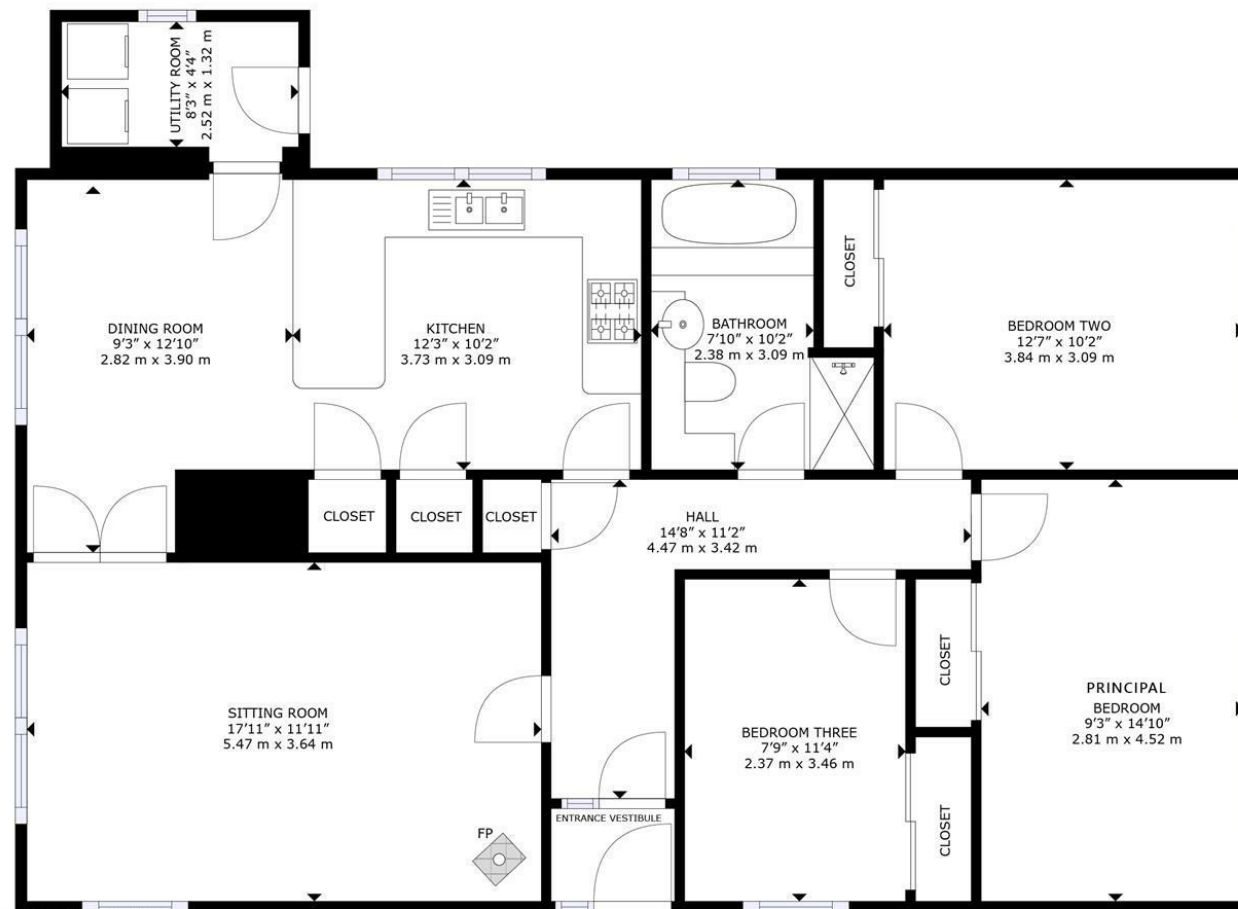 UTILITY ROOM
8'3" x 4'4"
2.52 m x 1.32 m
DINING ROOM
9'3" x 12'10"
2.82 m x 3.90 m
KITCHEN
12'3" x 10'2"
3.73 m x 3.09 m
BATHROOM
7'10" x 10'2"
2.38 m x 3.09 m
CLOSET
BEDROOM TWO
12'7" x 10'2"
3.84 m x 3.09 m
CLOSET
CLOSET
CLOSET
HALL
14'8" x 11'2"
4.47 m x 3.42 m
SITTING ROOM
17'11" x 11'11"
5.47 m x 3.64 m
FP
ENTRANCE VESTIBULE
BEDROOM THREE
7'9" x 11'4"
2.37 m x 3.46 m
CLOSET
CLOSET
PRINCIPAL
BEDROOM
9'3" x 14'10"
2.81 m x 4.52 m